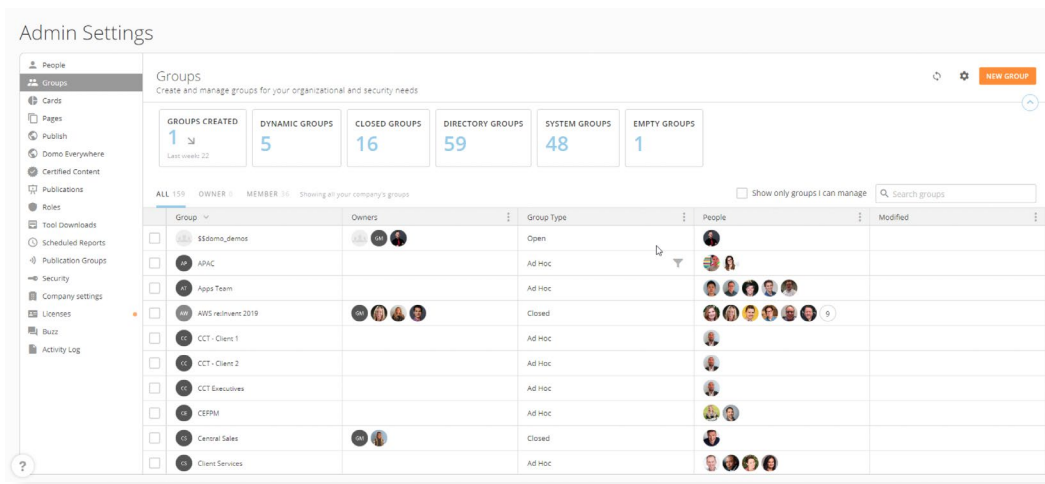 Admin Settings
People
Groups
Cards
Pages
Publish
Domo Everywhere
Certified Content
Publications
Roles
Tool Downloads
Scheduled Reports
Publication Groups
Security
Company settings
Licenses
Buzz
Activity Log
?
Groups
Create and manage groups for your organizational and security needs
NEW GROUP
GROUPS CREATED
1
Last week: 22
DYNAMIC GROUPS
5
CLOSED GROUPS
16
DIRECTORY GROUPS
59
SYSTEM GROUPS
48
EMPTY GROUPS
1
ALL 159 OWNER MEMBER Showing all your company's groups
Show only groups I can manage
Search groups
Group Owners Group Type People Modified
$$domo_demos GM Open
AP APAC Ad Hoc
AT Apps Team Ad Hoc
AW AWS re:Invent 2019 GM Closed 9
CC CCT - Client 1 Ad Hoc
CC CCT - Client 2 Ad Hoc
CC CCT Executives Ad Hoc
CE CEFPM Ad Hoc
CS Central Sales GM Closed
CS Client Services Ad Hoc